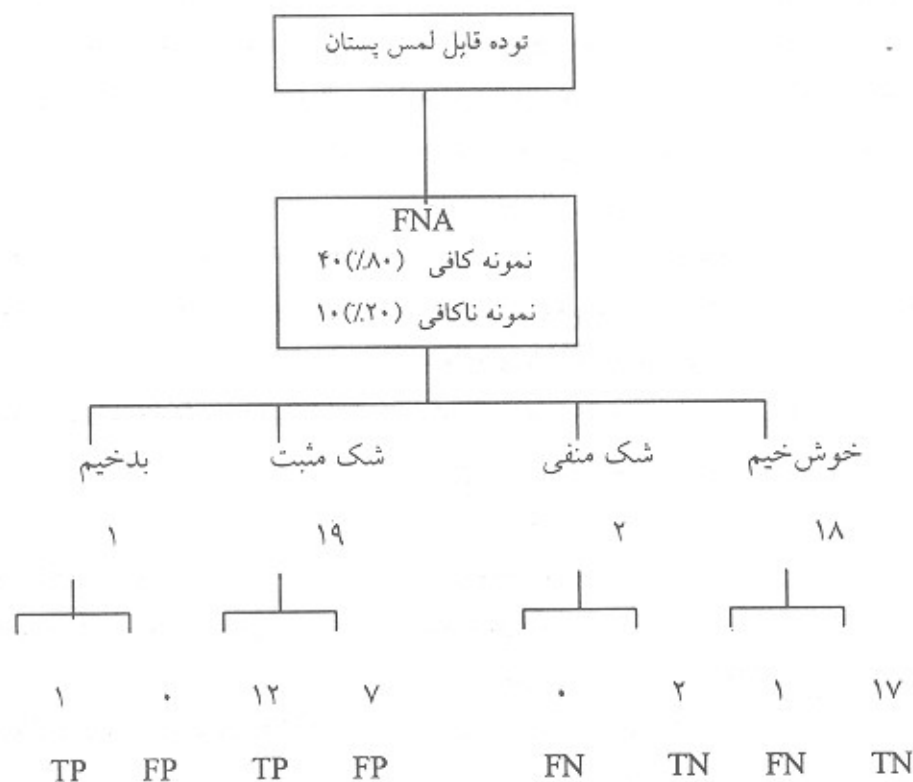 توده قابل لمس پستان
FNA
نمونه کافی (٪۸۰)۴۰
نمونه ناکافی (٪۲۰)۱۰
خوش‌خیم شک منفی شک مثبت بدخیم
۱ ۱۹ ۲ ۱۸
۱ ۰ ۱۲ ۷ ۰ ۲ ۱ ۱۷
TP FP TP FP FN TN FN TN